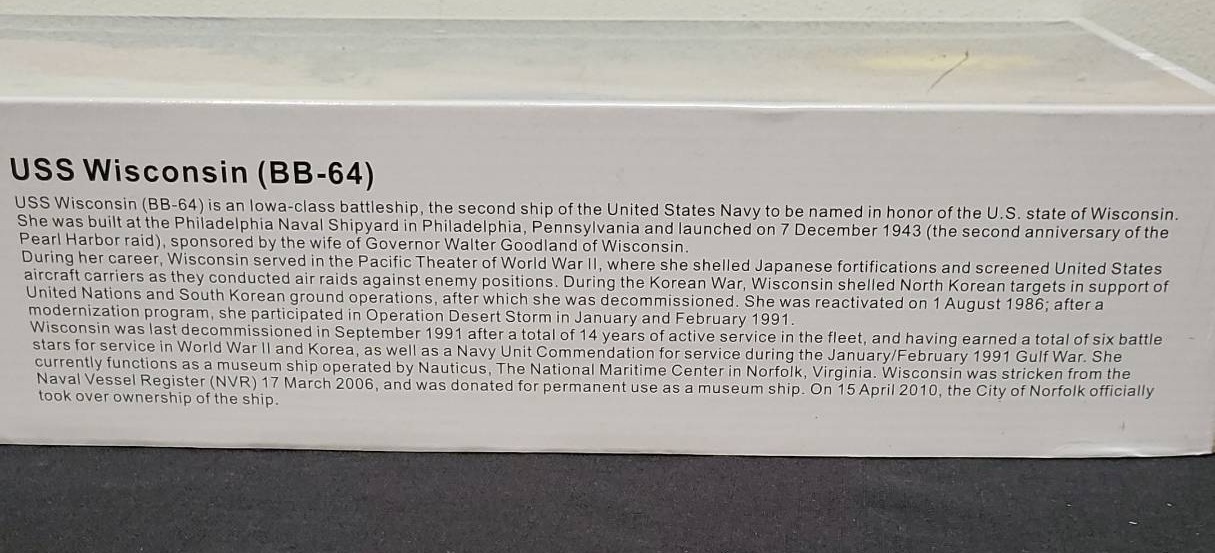 USS Wisconsin (BB-64)
USS Wisconsin (BB-64) is an Iowa-class battleship, the second ship of the United States Navy to be named in honor of the U.S. state of Wisconsin.
She was built at the Philadelphia Naval Shipyard in Philadelphia, Pennsylvania and launched on 7 December 1943 (the second anniversary of the
Pearl Harbor raid), sponsored by the wife of Governor Walter Goodland of Wisconsin.
During her career, Wisconsin served in the Pacific Theater of World War II, where she shelled Japanese fortifications and screened United States
aircraft carriers as they conducted air raids against enemy positions. During the Korean War, Wisconsin shelled North Korean targets in support of
United Nations and South Korean ground operations, after which she was decommissioned. She was reactivated on 1 August 1986; after a
modernization program, she participated in Operation Desert Storm in January and February 1991.
Wisconsin was last decommissioned in September 1991 after a total of 14 years of active service in the fleet, and having earned a total of six battle
stars for service in World War II and Korea, as well as a Navy Unit Commendation for service during the January/February 1991 Gulf War. She
currently functions as a museum ship operated by Nauticus, The National Maritime Center in Norfolk, Virginia. Wisconsin was stricken from the
Naval Vessel Register (NVR) 17 March 2006, and was donated for permanent use as a museum ship. On 15 April 2010, the City of Norfolk officially
took over ownership of the ship.